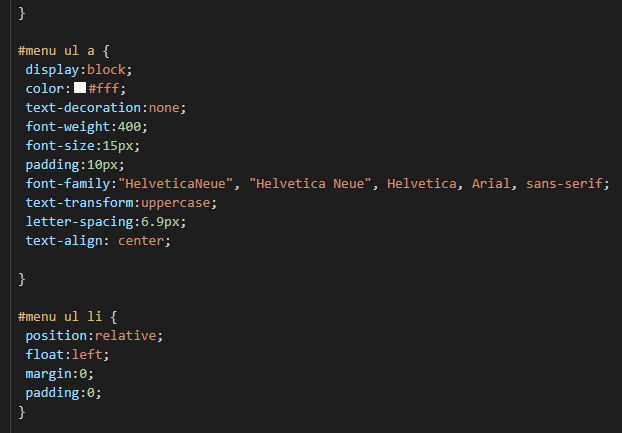 }
#menu ul a {
display:block;
color:#fff;
text-decoration:none;
font-weight:400;
font-size:15px;
padding:10px;
font-family:"HelveticaNeue", "Helvetica Neue", Helvetica, Arial, sans-serif;
text-transform:uppercase;
letter-spacing:6.9px;
text-align: center;
}
#menu ul li {
position:relative;
float:left;
margin:0;
padding:0;
}